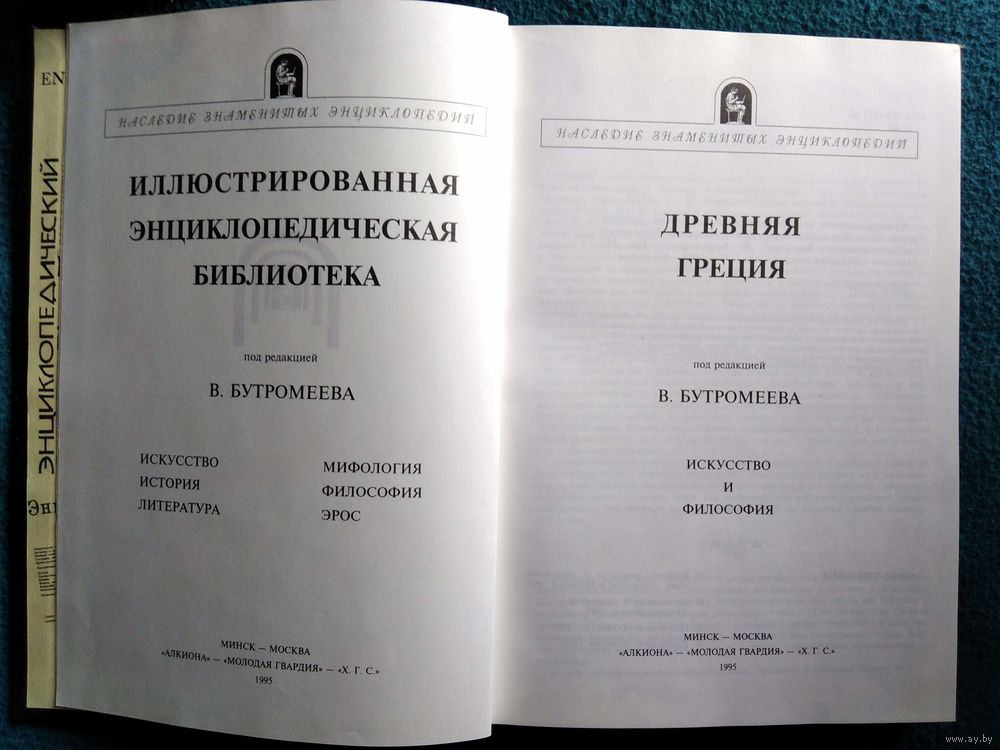 EN
ЭНЦИКЛОПЕДИЧЕСКИЙ
НАСЛЕДИЕ ЗНАМЕНИТЫХ ЭНЦИКЛОПЕДИЙ
ИЛЛЮСТРИРОВАННАЯ
ЭНЦИКЛОПЕДИЧЕСКАЯ
БИБЛИОТЕКА
под редакцией
В. БУТРОМЕЕВА
ИСКУССТВО
ИСТОРИЯ
ЛИТЕРАТУРА
МИФОЛОГИЯ
ФИЛОСОФИЯ
ЭРОС
МИНСК — МОСКВА
«АЛКИОНА» — «МОЛОДАЯ ГВАРДИЯ» — «Х. Г. С.»
1995
НАСЛЕДИЕ ЗНАМЕНИТЫХ ЭНЦИКЛОПЕДИЙ
ДРЕВНЯЯ
ГРЕЦИЯ
под редакцией
В. БУТРОМЕЕВА
ИСКУССТВО
И
ФИЛОСОФИЯ
МИНСК — МОСКВА
«АЛКИОНА» — «МОЛОДАЯ ГВАРДИЯ» — «Х. Г. С.»
1995
www.ay.by